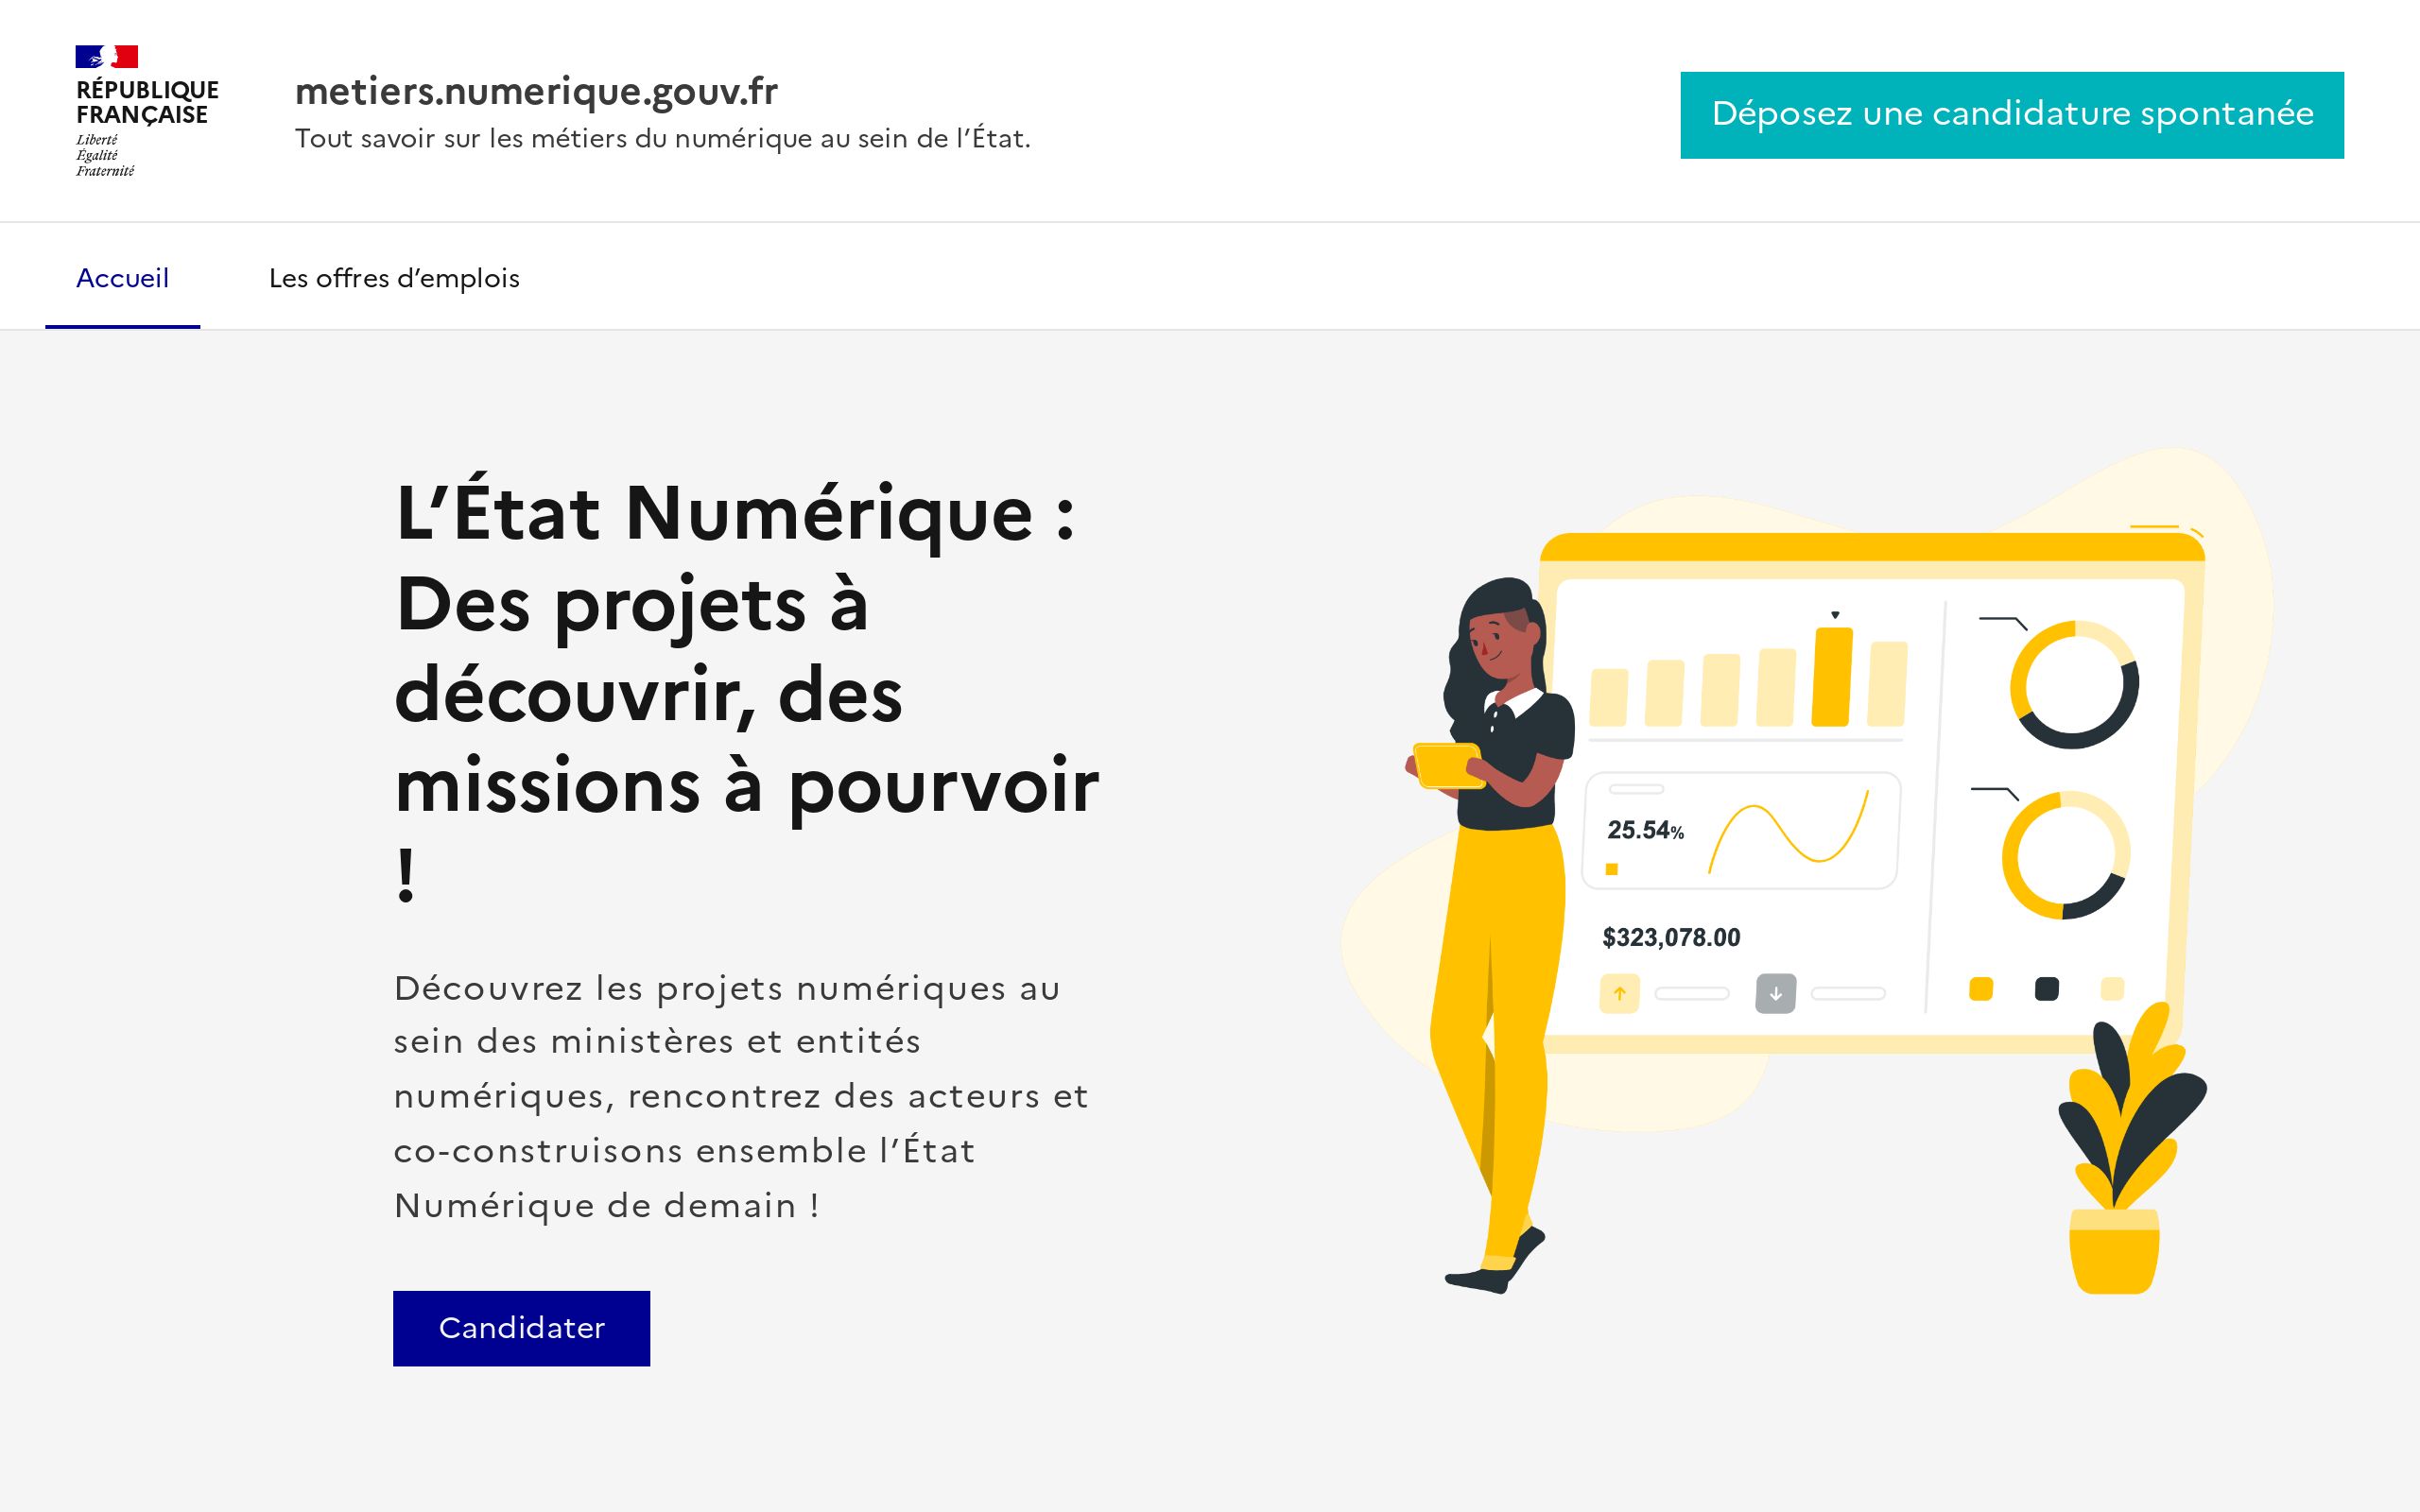 RÉPUBLIQUE
FRANÇAISE
Liberté
Égalité
Fraternité
metiers.numerique.gouv.fr
Tout savoir sur les métiers du numérique au sein de l’État.
Déposez une candidature spontanée
Accueil
Les offres d’emplois
L’État Numérique :
Des projets à
découvrir, des
missions à pourvoir
!
Découvrez les projets numériques au
sein des ministères et entités
numériques, rencontrez des acteurs et
co-construisons ensemble l’État
Numérique de demain !
Candidater
25.54%
$323,078.00